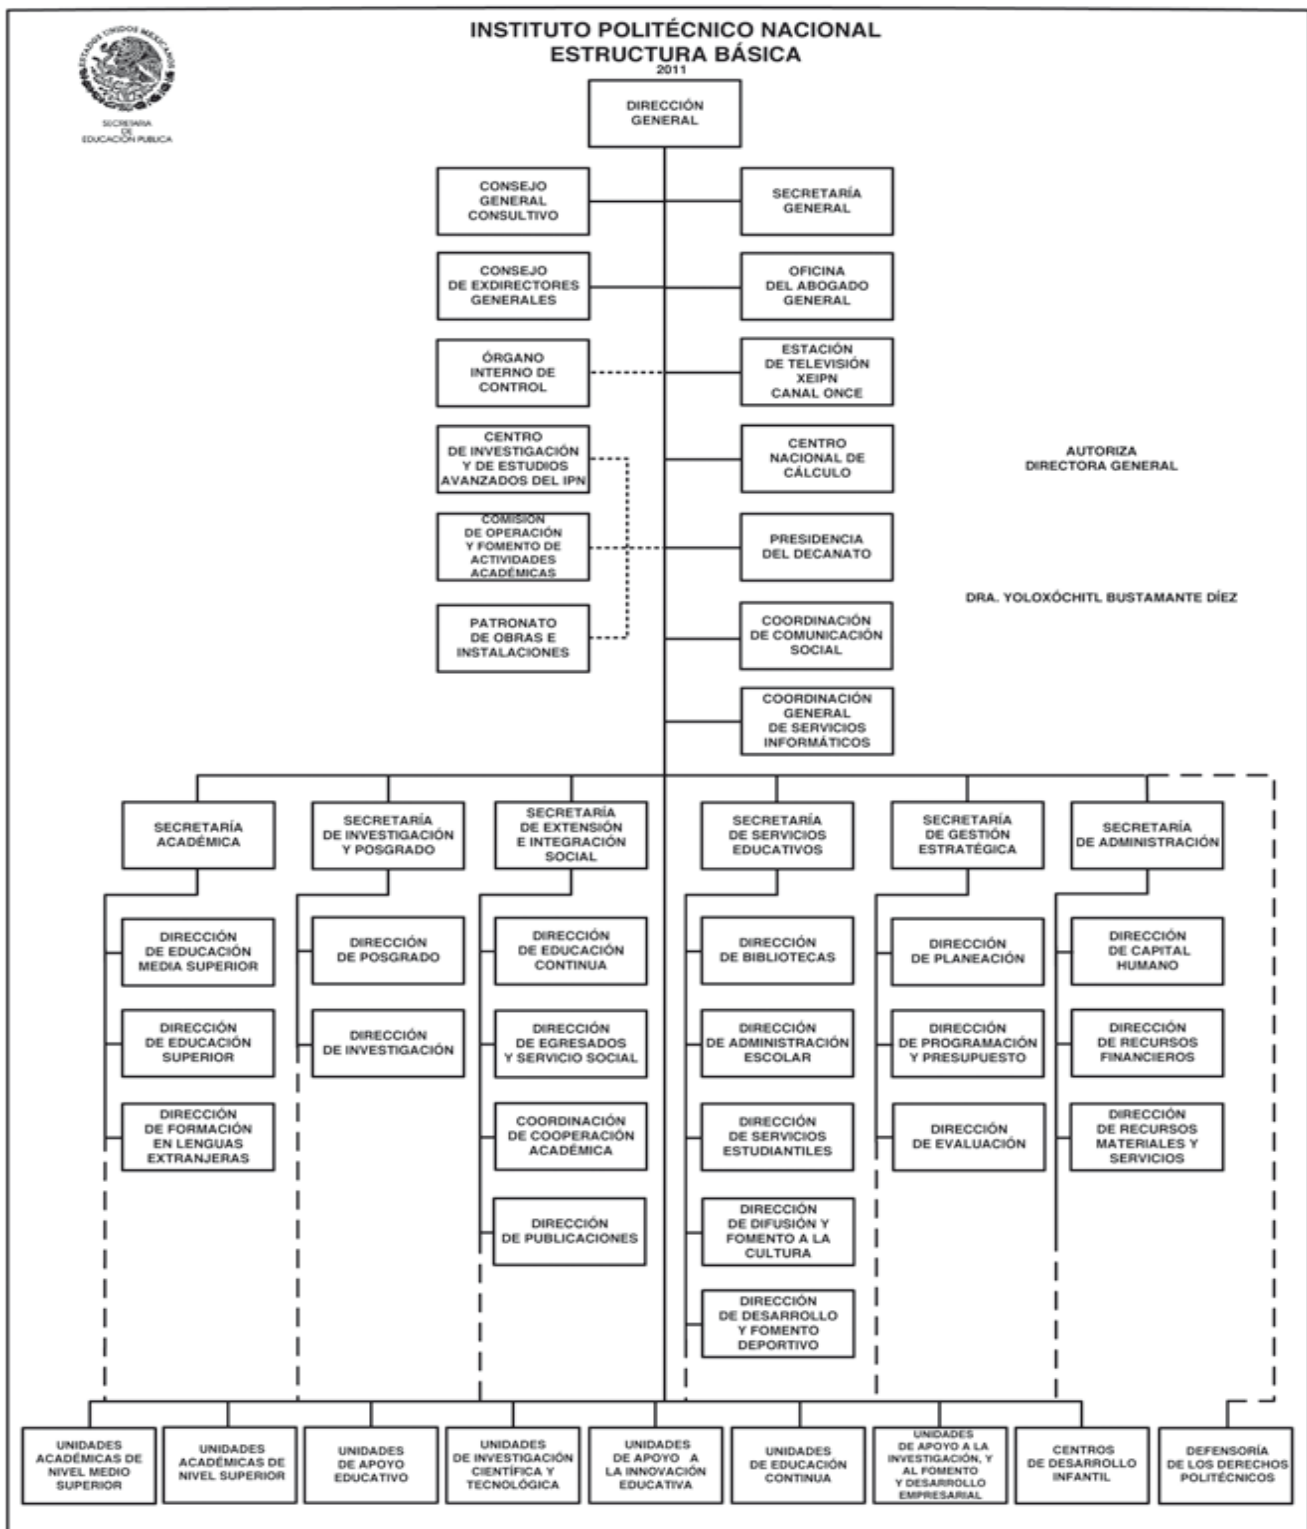 INSTITUTO POLITÉCNICO NACIONAL
ESTRUCTURA BÁSICA
2011
ESTADOS UNIDOS MEXICANOS
SECRETARIA
DE
EDUCACION PUBLICA
DIRECCIÓN
GENERAL
CONSEJO
GENERAL
CONSULTIVO
SECRETARÍA
GENERAL
CONSEJO
DE EXDIRECTORES
GENERALES
OFICINA
DEL ABOGADO
GENERAL
ÓRGANO
INTERNO DE
CONTROL
ESTACIÓN
DE TELEVISIÓN
XEIPN
CANAL ONCE
CENTRO
DE INVESTIGACIÓN
Y DE ESTUDIOS
AVANZADOS DEL IPN
CENTRO
NACIONAL DE
CÁLCULO
AUTORIZA
DIRECTORA GENERAL
COMISIÓN
DE OPERACIÓN
Y FOMENTO DE
ACTIVIDADES
ACADÉMICAS
PRESIDENCIA
DEL DECANATO
DRA. YOLOXÓCHITL BUSTAMANTE DÍEZ
PATRONATO
DE OBRAS E
INSTALACIONES
COORDINACIÓN
DE COMUNICACIÓN
SOCIAL
COORDINACIÓN
GENERAL
DE SERVICIOS
INFORMÁTICOS
SECRETARÍA
ACADÉMICA
SECRETARÍA
DE INVESTIGACIÓN
Y POSGRADO
SECRETARÍA
DE EXTENSIÓN
E INTEGRACIÓN
SOCIAL
SECRETARÍA
DE SERVICIOS
EDUCATIVOS
SECRETARÍA
DE GESTIÓN
ESTRATÉGICA
SECRETARÍA
DE ADMINISTRACIÓN
DIRECCIÓN
DE EDUCACIÓN
MEDIA SUPERIOR
DIRECCIÓN
DE POSGRADO
DIRECCIÓN
DE EDUCACIÓN
CONTINUA
DIRECCIÓN
DE BIBLIOTECAS
DIRECCIÓN
DE PLANEACIÓN
DIRECCIÓN
DE CAPITAL
HUMANO
DIRECCIÓN
DE EDUCACIÓN
SUPERIOR
DIRECCIÓN
DE INVESTIGACIÓN
DIRECCIÓN
DE EGRESADOS
Y SERVICIO SOCIAL
DIRECCIÓN
DE ADMINISTRACIÓN
ESCOLAR
DIRECCIÓN
DE PROGRAMACIÓN
Y PRESUPUESTO
DIRECCIÓN
DE RECURSOS
FINANCIEROS
DIRECCIÓN
DE FORMACIÓN
EN LENGUAS
EXTRANJERAS
COORDINACIÓN
DE COOPERACIÓN
ACADÉMICA
DIRECCIÓN
DE SERVICIOS
ESTUDIANTILES
DIRECCIÓN
DE EVALUACIÓN
DIRECCIÓN
DE RECURSOS
MATERIALES Y
SERVICIOS
DIRECCIÓN
DE PUBLICACIONES
DIRECCIÓN
DE DIFUSIÓN Y
FOMENTO A LA
CULTURA
DIRECCIÓN
DE DESARROLLO
Y FOMENTO
DEPORTIVO
UNIDADES
ACADÉMICAS DE
NIVEL MEDIO
SUPERIOR
UNIDADES
ACADÉMICAS DE
NIVEL SUPERIOR
UNIDADES
DE APOYO
EDUCATIVO
UNIDADES
DE INVESTIGACIÓN
CIENTÍFICA Y
TECNOLÓGICA
UNIDADES
DE APOYO A
LA INNOVACIÓN
EDUCATIVA
UNIDADES
DE EDUCACIÓN
CONTINUA
UNIDADES
DE APOYO A LA
INVESTIGACIÓN, Y
AL FOMENTO
Y DESARROLLO
EMPRESARIAL
CENTROS
DE DESARROLLO
INFANTIL
DEFENSORÍA
DE LOS DERECHOS
POLITÉCNICOS